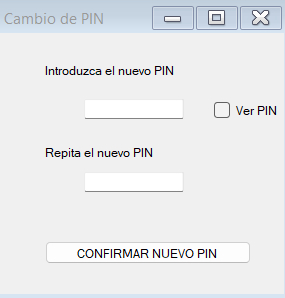 Cambio de PIN
Introduzca el nuevo PIN
Ver PIN
Repita el nuevo PIN
CONFIRMAR NUEVO PIN